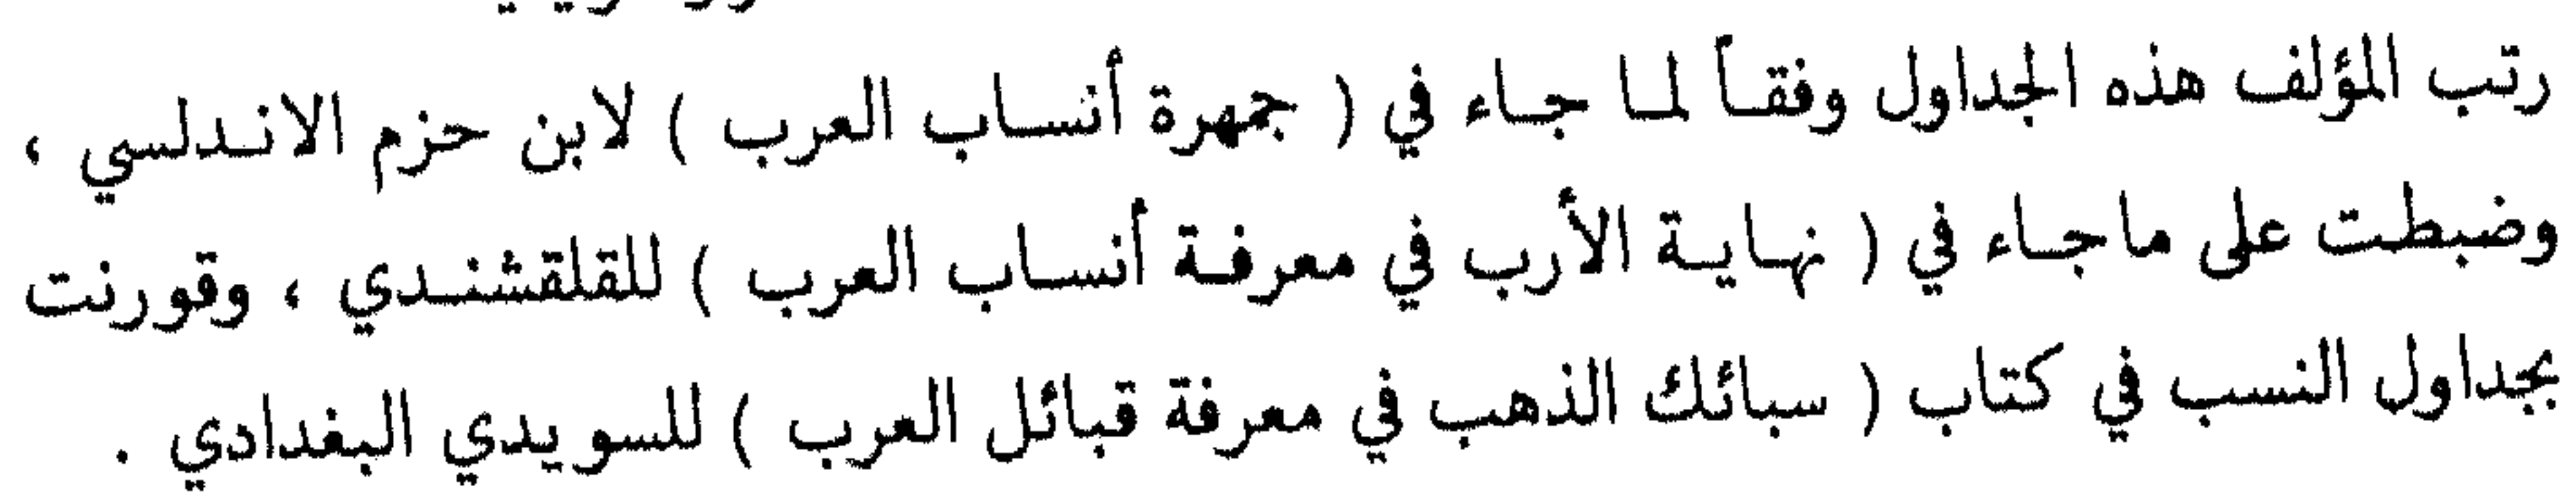 رتب المؤلف هذه الجداول وفقاً لما جاء في ( جمهرة أنساب العرب ) لابن حزم الاندلسي ،
وضبطت على ماجاء في ( نهاية الأرب في معرفة أنساب العرب ) للقلقشندي ، وقورنت
بجداول النسب في كتاب ( سبائك الذهب في معرفة قبائل العرب ) للسويدي البغدادي .